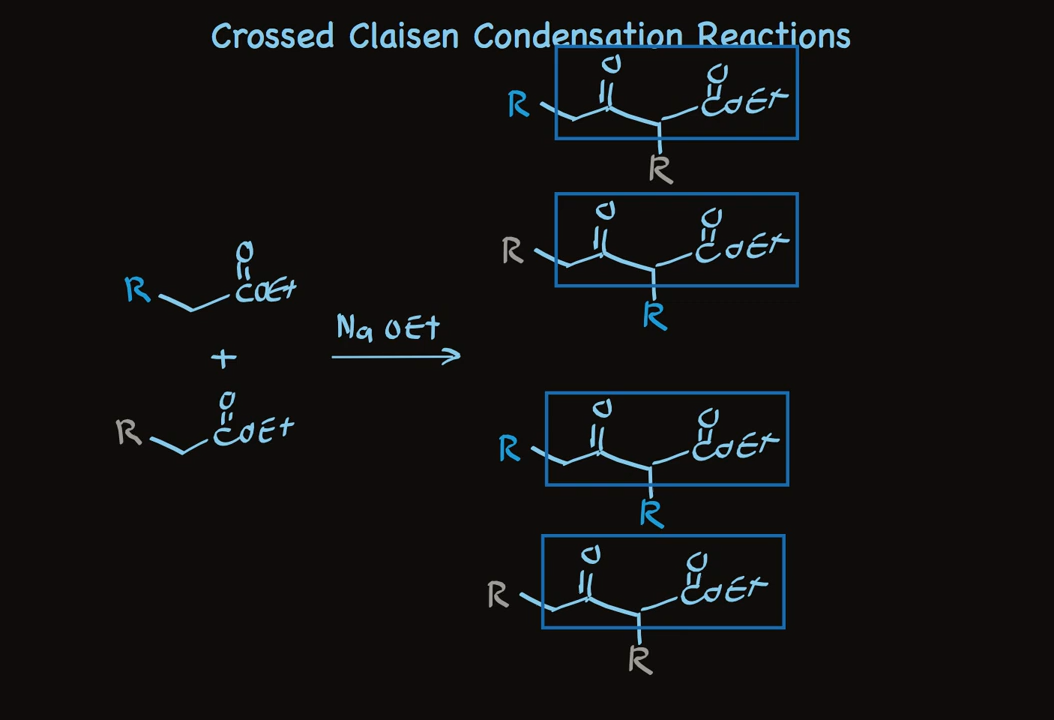 Crossed Claisen Condensation Reactions
O O
R COEt
R
O O
R COEt
R
O
R COEt
+
NaOEt
O
R COEt
O O
R COEt
R
O O
R COEt
R